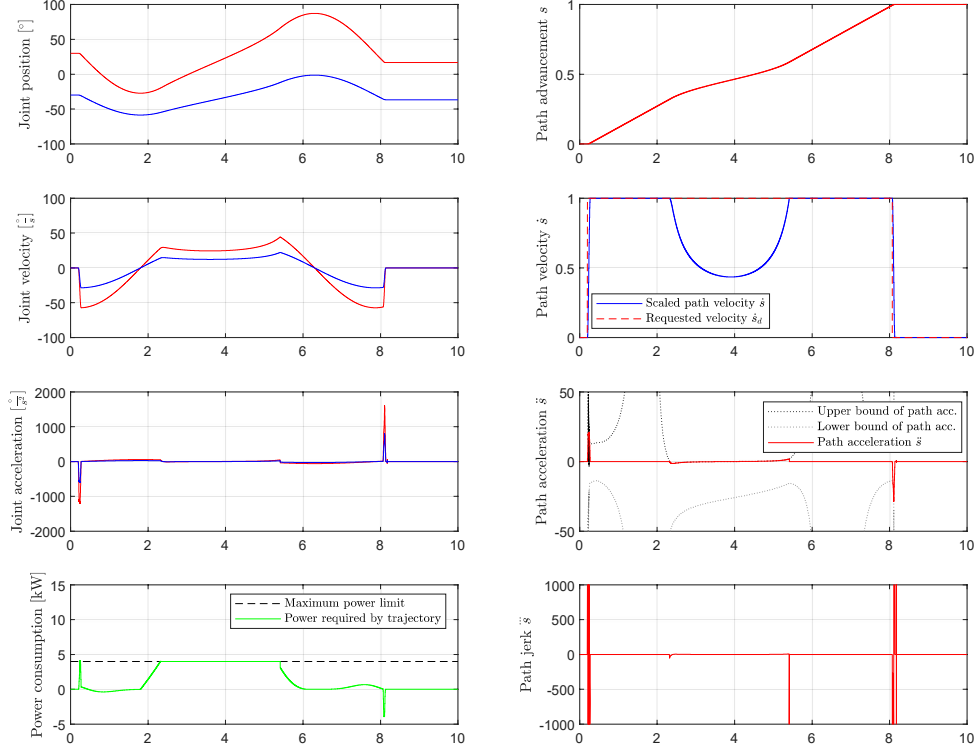 100
50
0
-50
-100
Joint position [°]
0 2 4 6 8 10
1
0.5
0
Path advancement s
0 2 4 6 8 10
100
50
0
-50
-100
Joint velocity [°/s]
0 2 4 6 8 10
1
0.5
0
Path velocity ṡ
Scaled path velocity ṡ
Requested velocity ṡ_d
0 2 4 6 8 10
2000
1000
0
-1000
-2000
Joint acceleration [°/s²]
0 2 4 6 8 10
50
0
-50
Path acceleration s̈
Upper bound of path acc.
Lower bound of path acc.
Path acceleration s̈
0 2 4 6 8 10
15
10
5
0
-5
Power consumption [kW]
Maximum power limit
Power required by trajectory
0 2 4 6 8 10
1000
500
0
-500
-1000
Path jerk s⃛
0 2 4 6 8 10